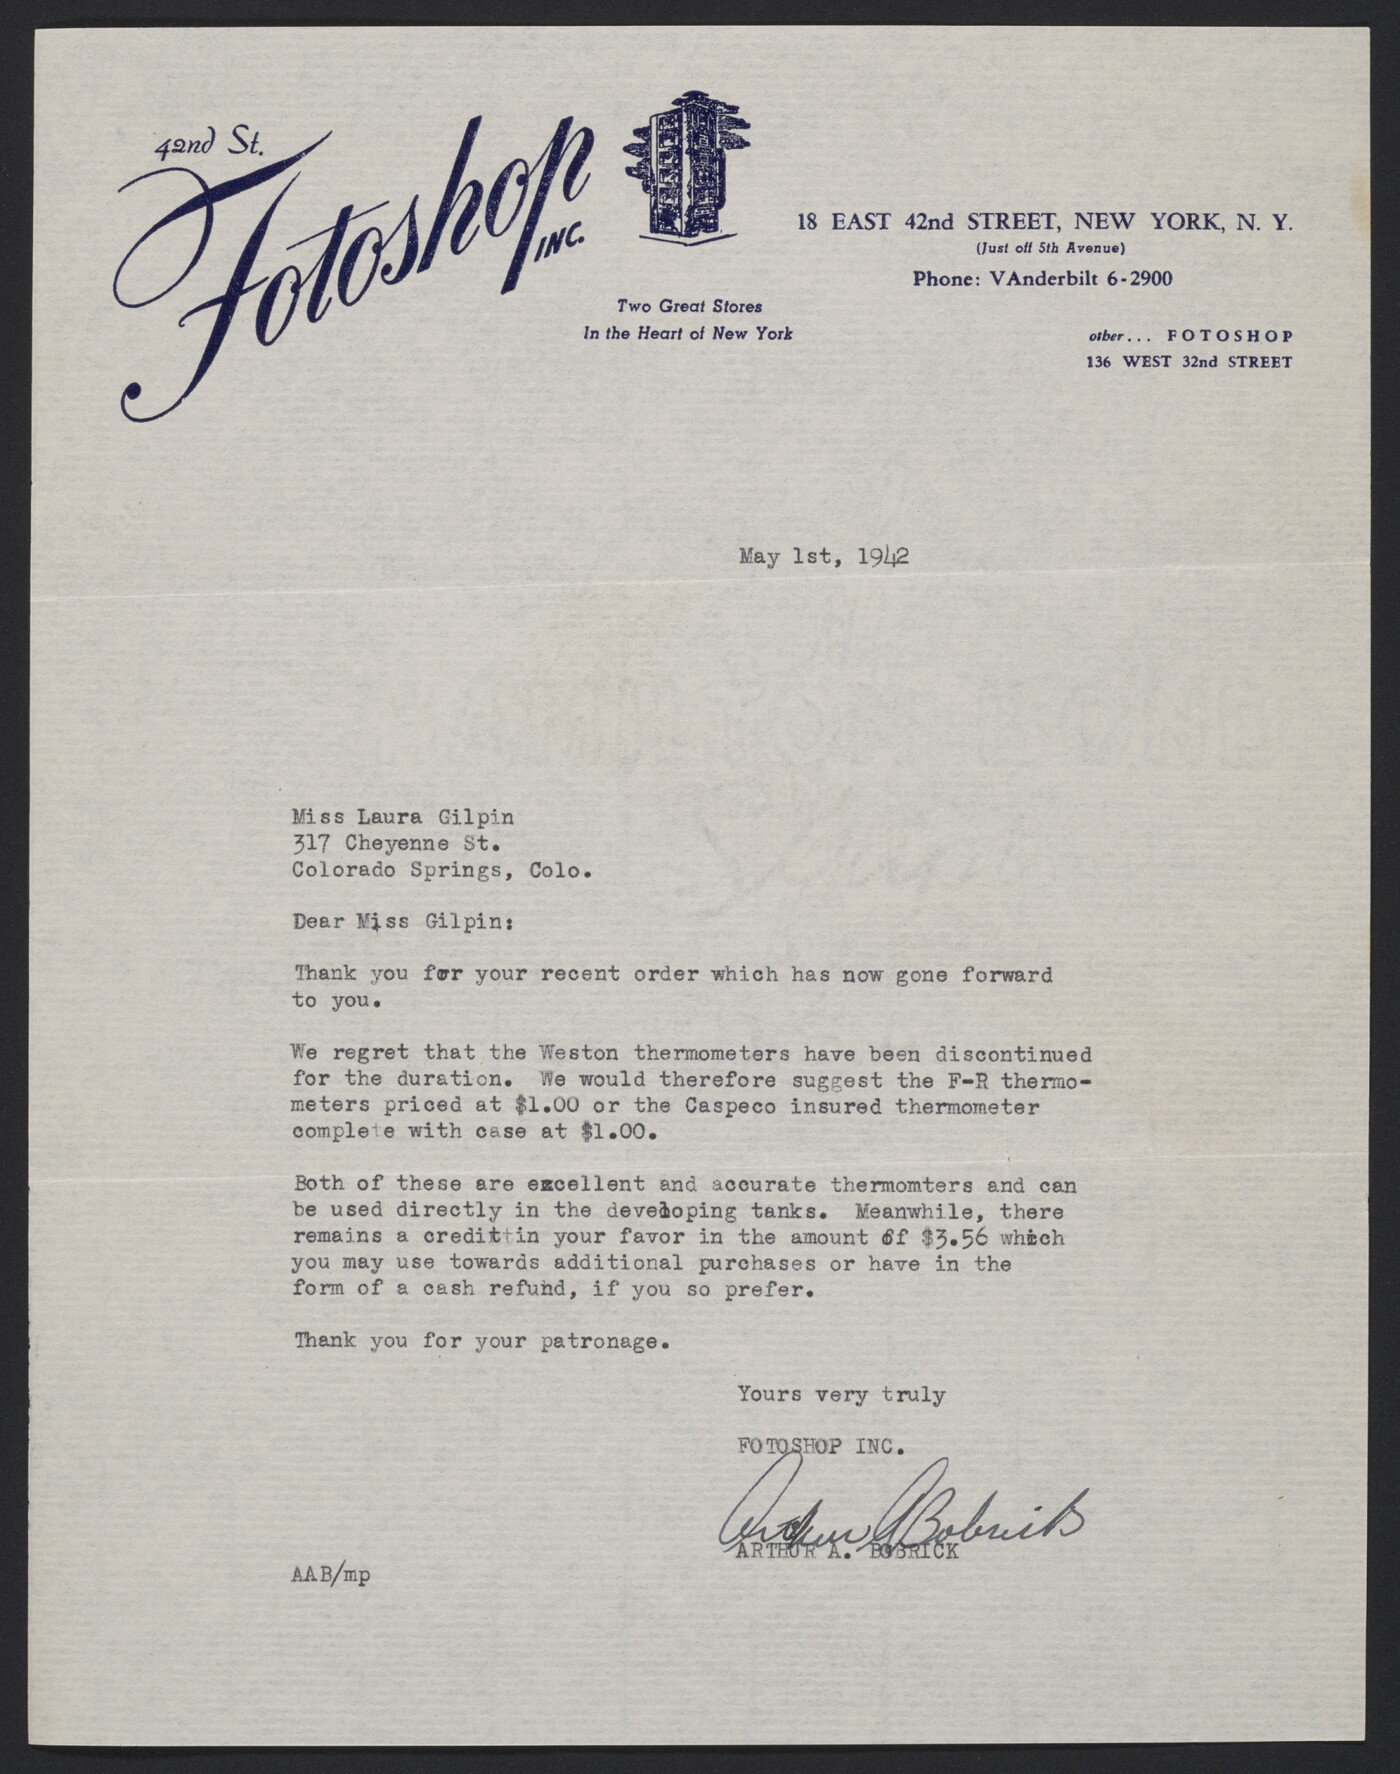 42nd St.
Fotoshop INC.
18 EAST 42nd STREET, NEW YORK, N. Y.
(Just off 5th Avenue)
Phone: VAnderbilt 6-2900
Two Great Stores
In the Heart of New York
other... FOTOSHOP
136 WEST 32nd STREET
May 1st, 1942
Miss Laura Gilpin
317 Cheyenne St.
Colorado Springs, Colo.
Dear Miss Gilpin:
Thank you for your recent order which has now gone forward
to you.
We regret that the Weston thermometers have been discontinued
for the duration. We would therefore suggest the F-R thermo-
meters priced at $1.00 or the Caspeco insured thermometer
complete with case at $1.00.
Both of these are excellent and accurate thermomters and can
be used directly in the developing tanks. Meanwhile, there
remains a credit in your favor in the amount of $3.56 which
you may use towards additional purchases or have in the
form of a cash refund, if you so prefer.
Thank you for your patronage.
Yours very truly
FOTOSHOP INC.
Arthur A Bobrick
ARTHUR A. BOBRICK
AAB/mp